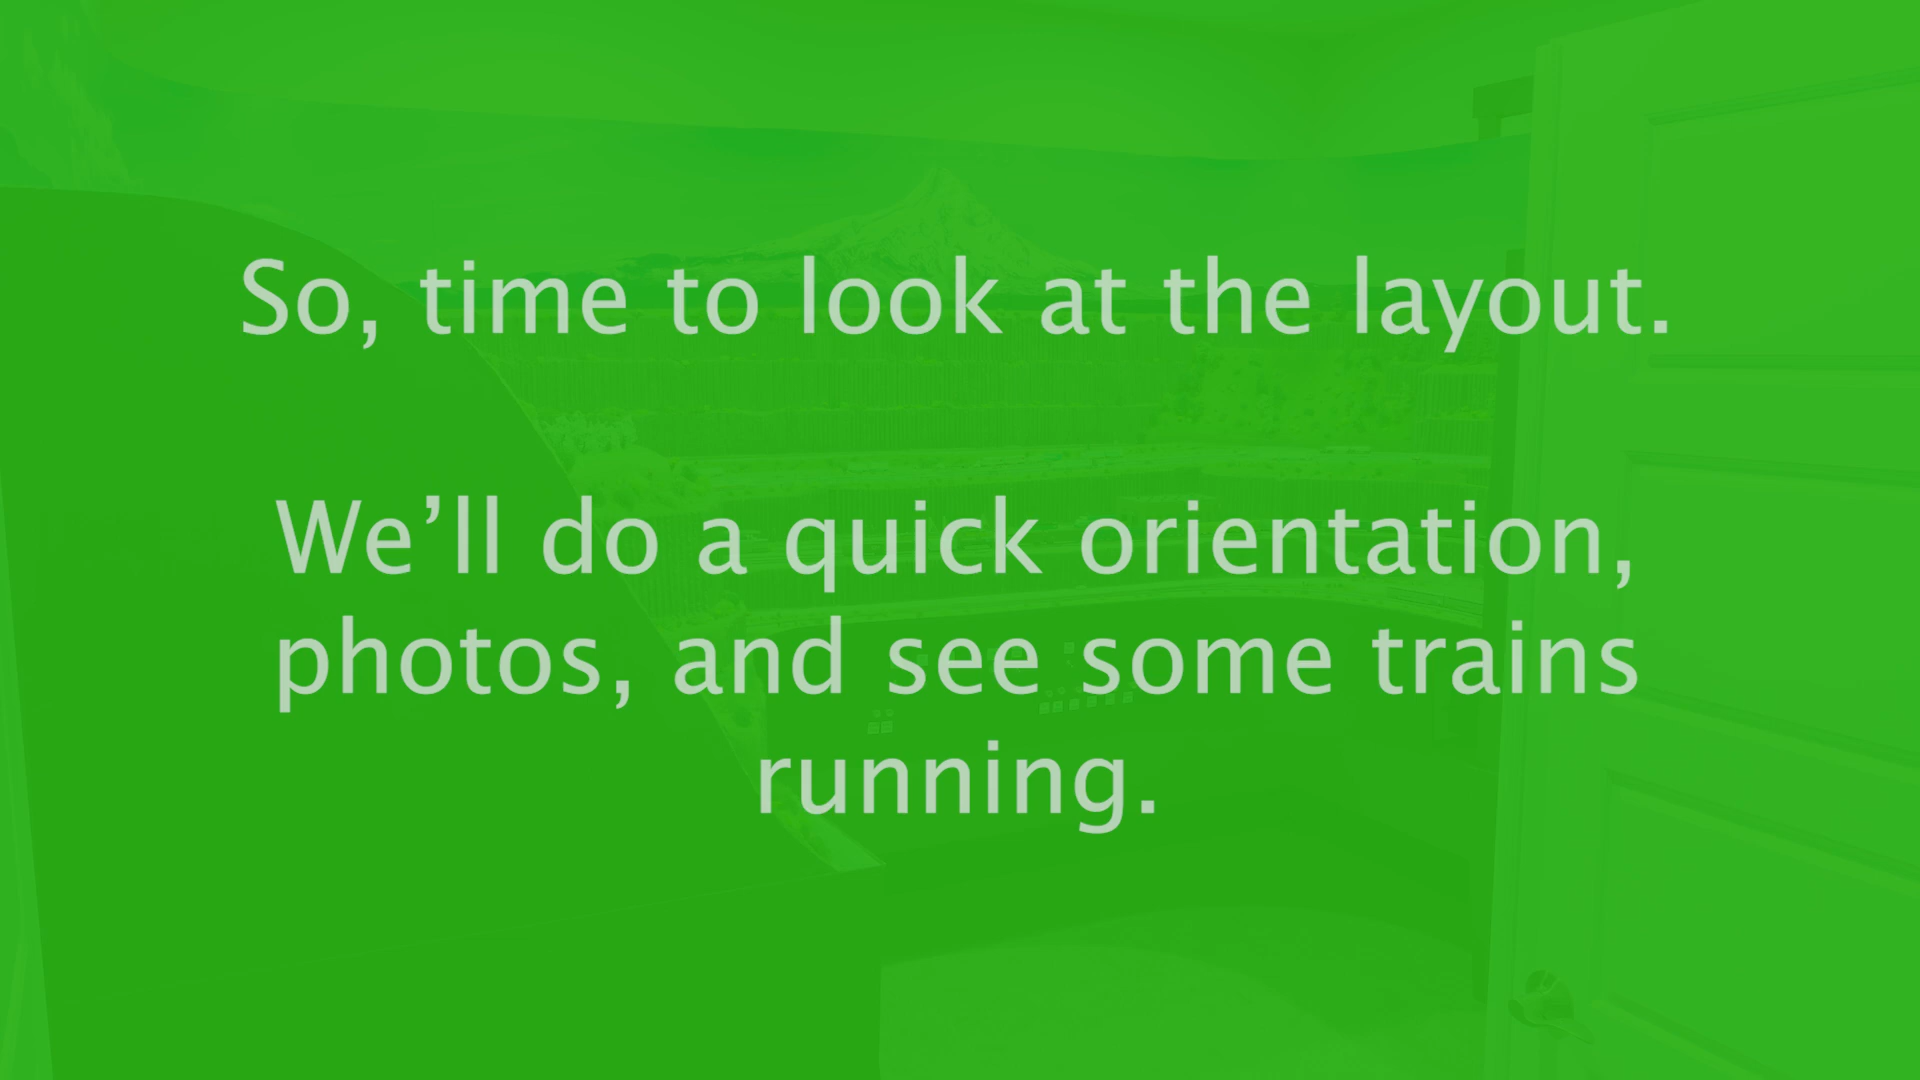 So, time to look at the layout.
We’ll do a quick orientation,
photos, and see some trains
running.